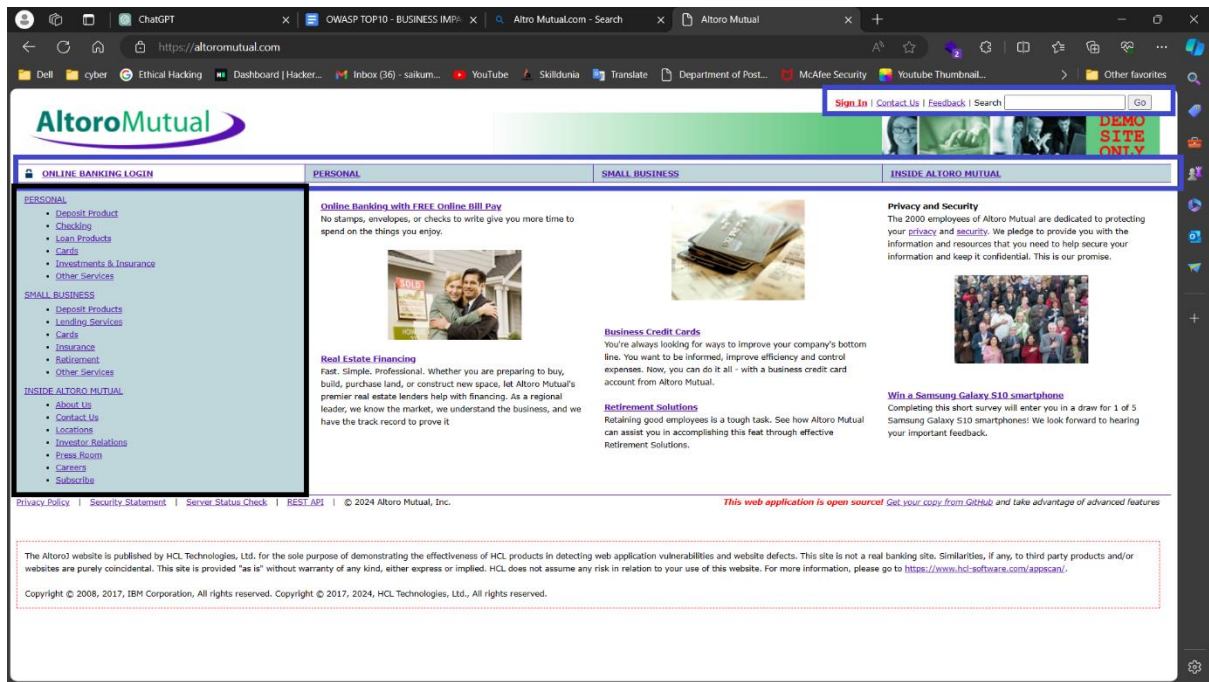 ChatGPT
OWASP TOP10 - BUSINESS IMPA
Altro Mutual.com - Search
Altoro Mutual
https://altoromutual.com
2
Dell
cyber
Ethical Hacking
Dashboard | Hacker...
Inbox (36) - saikum...
YouTube
Skilldunia
Translate
Department of Post...
McAfee Security
Youtube Thumbnail...
Other favorites
Sign In | Contact Us | Feedback | Search
Go
AltoroMutual
DEMO
SITE
ONLY
ONLINE BANKING LOGIN
PERSONAL
SMALL BUSINESS
INSIDE ALTORO MUTUAL
PERSONAL
• Deposit Product
• Checking
• Loan Products
• Cards
• Investments & Insurance
• Other Services
SMALL BUSINESS
• Deposit Products
• Lending Services
• Cards
• Insurance
• Retirement
• Other Services
INSIDE ALTORO MUTUAL
• About Us
• Contact Us
• Locations
• Investor Relations
• Press Room
• Careers
• Subscribe
Online Banking with FREE Online Bill Pay
No stamps, envelopes, or checks to write give you more time to
spend on the things you enjoy.
SOLD
Real Estate Financing
Fast. Simple. Professional. Whether you are preparing to buy,
build, purchase land, or construct new space, let Altoro Mutual's
premier real estate lenders help with financing. As a regional
leader, we know the market, we understand the business, and we
have the track record to prove it
Business Credit Cards
You're always looking for ways to improve your company's bottom
line. You want to be informed, improve efficiency and control
expenses. Now, you can do it all - with a business credit card
account from Altoro Mutual.
Retirement Solutions
Retaining good employees is a tough task. See how Altoro Mutual
can assist you in accomplishing this feat through effective
Retirement Solutions.
Privacy and Security
The 2000 employees of Altoro Mutual are dedicated to protecting
your privacy and security. We pledge to provide you with the
information and resources that you need to help secure your
information and keep it confidential. This is our promise.
Win a Samsung Galaxy S10 smartphone
Completing this short survey will enter you in a draw for 1 of 5
Samsung Galaxy S10 smartphones! We look forward to hearing
your important feedback.
Privacy Policy | Security Statement | Server Status Check | REST API | © 2024 Altoro Mutual, Inc.
This web application is open source! Get your copy from GitHub and take advantage of advanced features
The AltoroJ website is published by HCL Technologies, Ltd. for the sole purpose of demonstrating the effectiveness of HCL products in detecting web application vulnerabilities and website defects. This site is not a real banking site. Similarities, if any, to third party products and/or
websites are purely coincidental. This site is provided "as is" without warranty of any kind, either express or implied. HCL does not assume any risk in relation to your use of this website. For more information, please go to https://www.hcl-software.com/appscan/.
Copyright © 2008, 2017, IBM Corporation, All rights reserved. Copyright © 2017, 2024, HCL Technologies, Ltd., All rights reserved.